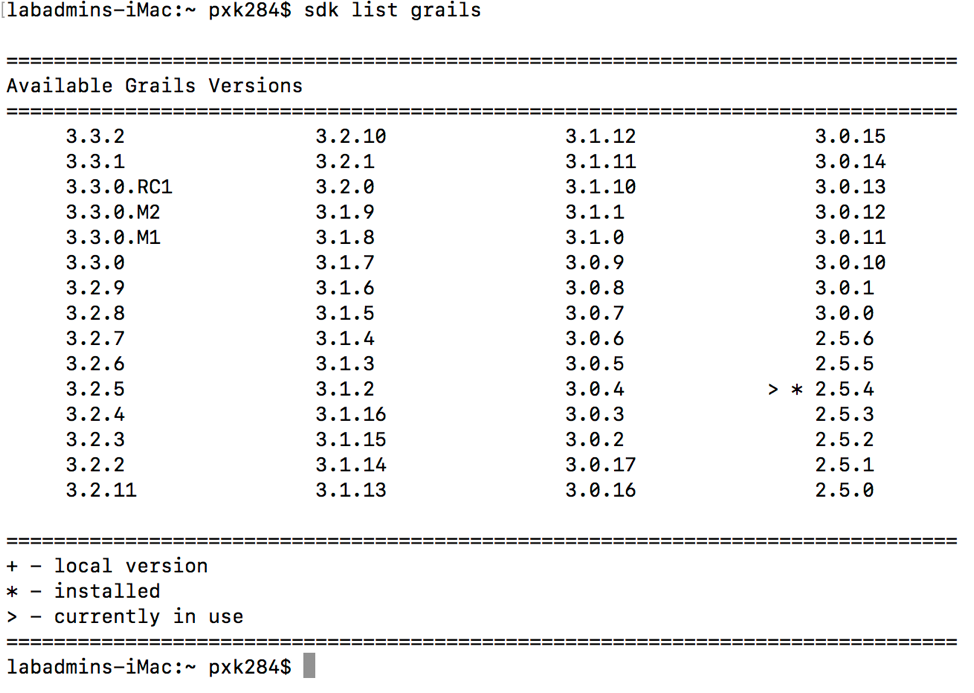 [labadmins-iMac:~ pxk284$ sdk list grails
================================================================================
Available Grails Versions
================================================================================
     3.3.2                3.2.10               3.1.12               3.0.15
     3.3.1                3.2.1                3.1.11               3.0.14
     3.3.0.RC1            3.2.0                3.1.10               3.0.13
     3.3.0.M2             3.1.9                3.1.1                3.0.12
     3.3.0.M1             3.1.8                3.1.0                3.0.11
     3.3.0                3.1.7                3.0.9                3.0.10
     3.2.9                3.1.6                3.0.8                3.0.1
     3.2.8                3.1.5                3.0.7                3.0.0
     3.2.7                3.1.4                3.0.6                2.5.6
     3.2.6                3.1.3                3.0.5                2.5.5
     3.2.5                3.1.2                3.0.4            > * 2.5.4
     3.2.4                3.1.16               3.0.3                2.5.3
     3.2.3                3.1.15               3.0.2                2.5.2
     3.2.2                3.1.14               3.0.17               2.5.1
     3.2.11               3.1.13               3.0.16               2.5.0
================================================================================
+ - local version
* - installed
> - currently in use
================================================================================
labadmins-iMac:~ pxk284$